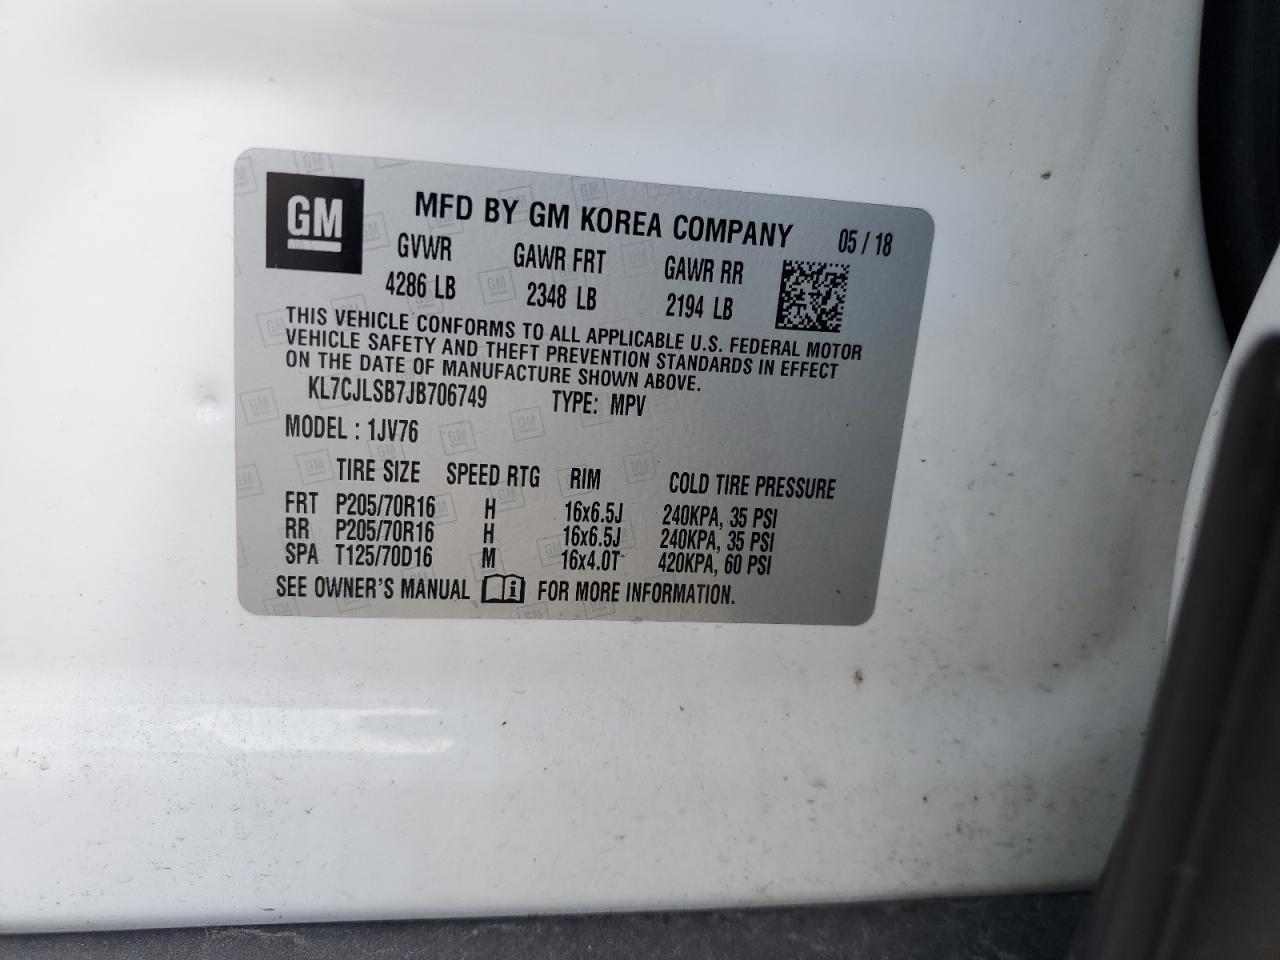 GM
MFD BY GM KOREA COMPANY 05 / 18
GVWR GAWR FRT GAWR RR
4286 LB 2348 LB 2194 LB
THIS VEHICLE CONFORMS TO ALL APPLICABLE U.S. FEDERAL MOTOR
VEHICLE SAFETY AND THEFT PREVENTION STANDARDS IN EFFECT
ON THE DATE OF MANUFACTURE SHOWN ABOVE.
KL7CJLSB7JB706749 TYPE: MPV
MODEL : 1JV76
TIRE SIZE SPEED RTG RIM COLD TIRE PRESSURE
FRT P205/70R16 H 16x6.5J 240KPA, 35 PSI
RR P205/70R16 H 16x6.5J 240KPA, 35 PSI
SPA T125/70D16 M 16x4.0T 420KPA, 60 PSI
SEE OWNER'S MANUAL i FOR MORE INFORMATION.